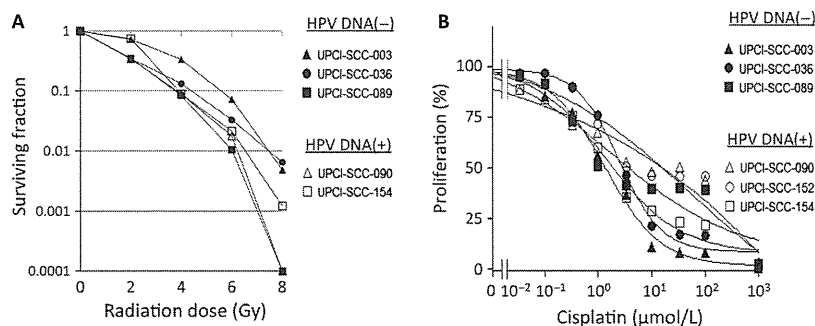 A
Surviving fraction
1
0.1
0.01
0.001
0.0001
0 2 4 6 8
Radiation dose (Gy)
HPV DNA(−)
UPCI-SCC-003
UPCI-SCC-036
UPCI-SCC-089
HPV DNA(+)
UPCI-SCC-090
UPCI-SCC-154
B
Proliferation (%)
100
75
50
25
0
0 10⁻² 10⁻¹ 10⁰ 10¹ 10² 10³
Cisplatin (µmol/L)
HPV DNA(−)
UPCI-SCC-003
UPCI-SCC-036
UPCI-SCC-089
HPV DNA(+)
UPCI-SCC-090
UPCI-SCC-152
UPCI-SCC-154